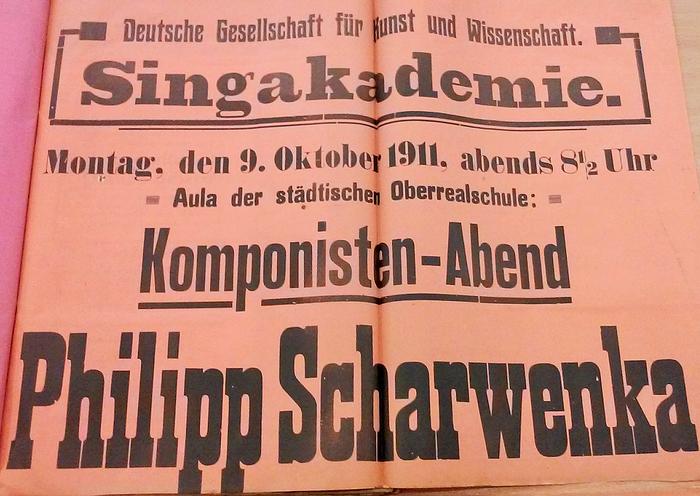 Deutsche Gesellschaft für Kunst und Wissenschaft.
Singakademie.
Montag, den 9. Oktober 1911, abends 8½ Uhr
Aula der städtischen Oberrealschule:
Komponisten-Abend
Philipp Scharwenka